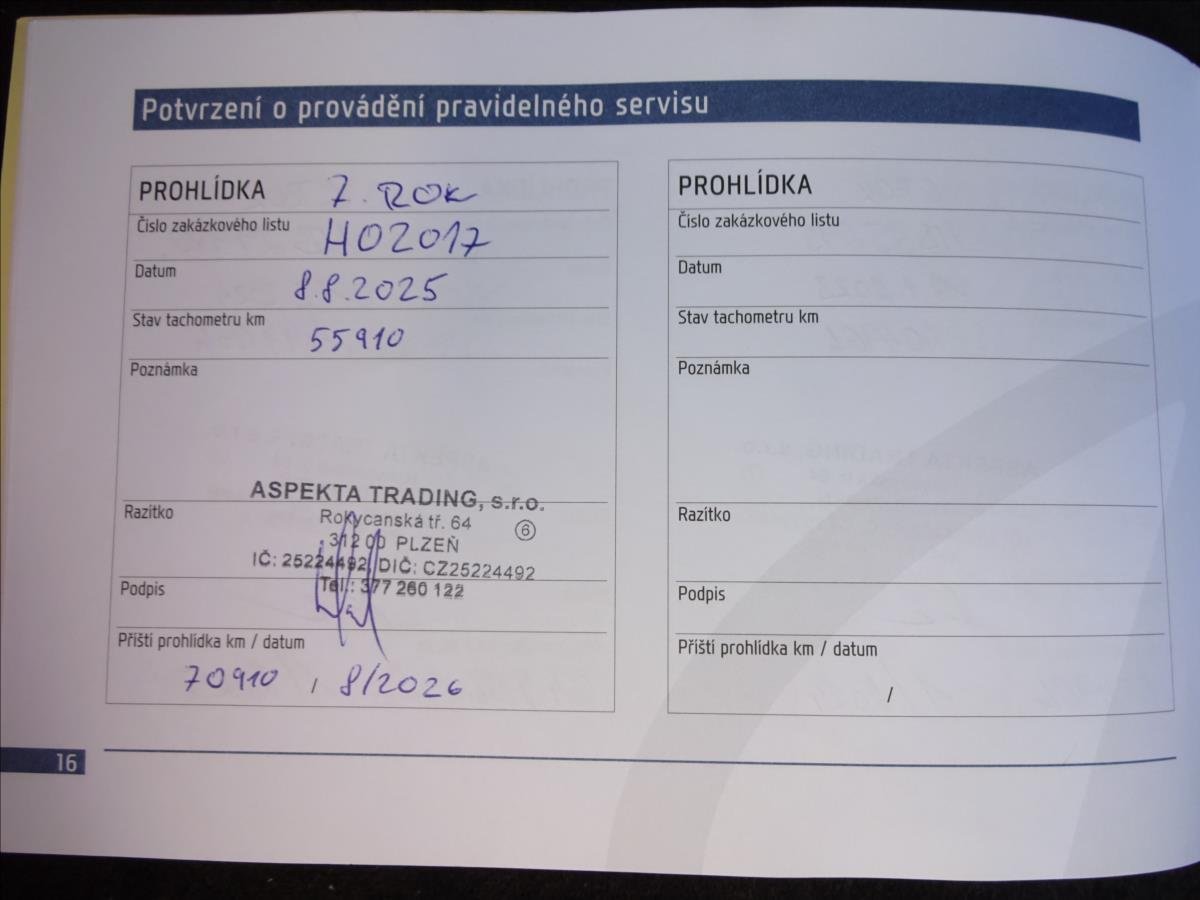 Potvrzení o provádění pravidelného servisu
PROHLÍDKA 7. ROK
Číslo zakázkového listu HO2017
Datum 8.8.2025
Stav tachometru km 55910
Poznámka
ASPEKTA TRADING, s.r.o.
Razítko
Rokycanská tř. 64 6
312 00 PLZEŇ
IČ: 25224492, DIČ: CZ25224492
Tel.: 377 260 122
Podpis
Příští prohlídka km / datum
70910 / 8/2026
PROHLÍDKA
Číslo zakázkového listu
Datum
Stav tachometru km
Poznámka
Razítko
Podpis
Příští prohlídka km / datum
/
16